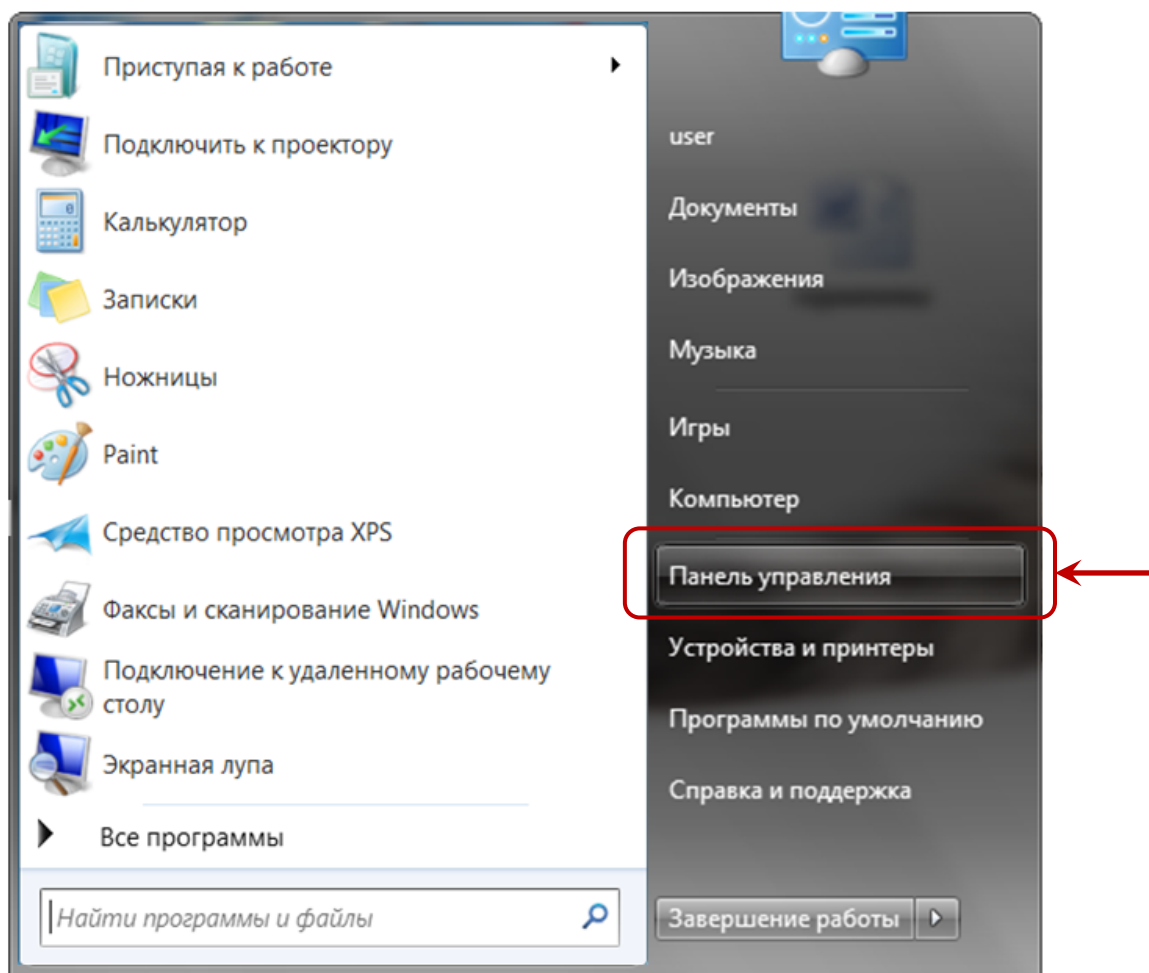 Приступая к работе
Подключить к проектору
Калькулятор
Записки
Ножницы
Paint
Средство просмотра XPS
Факсы и сканирование Windows
Подключение к удаленному рабочему
столу
Экранная лупа
Все программы
Найти программы и файлы
user
Документы
Изображения
Музыка
Игры
Компьютер
Панель управления
Устройства и принтеры
Программы по умолчанию
Справка и поддержка
Завершение работы